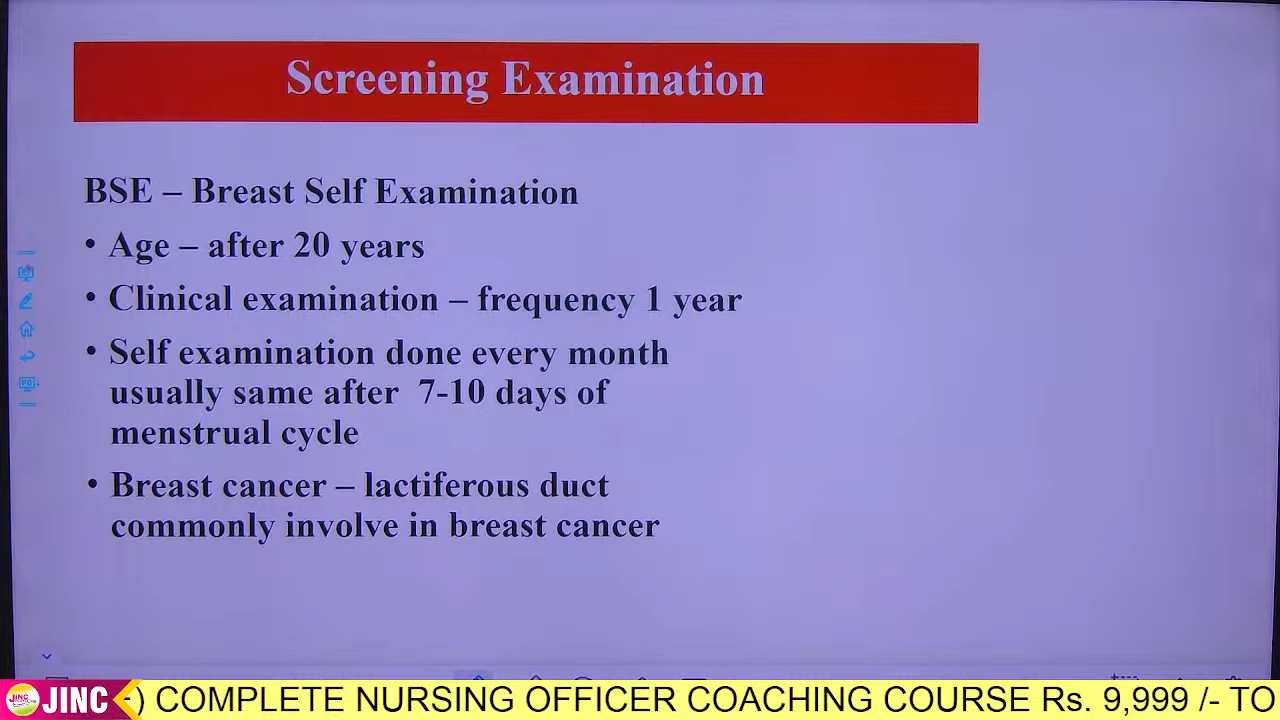 Screening Examination
BSE – Breast Self Examination
• Age – after 20 years
• Clinical examination – frequency 1 year
• Self examination done every month
usually same after 7-10 days of
menstrual cycle
• Breast cancer – lactiferous duct
commonly involve in breast cancer
JINC -) COMPLETE NURSING OFFICER COACHING COURSE Rs. 9,999 /- TO